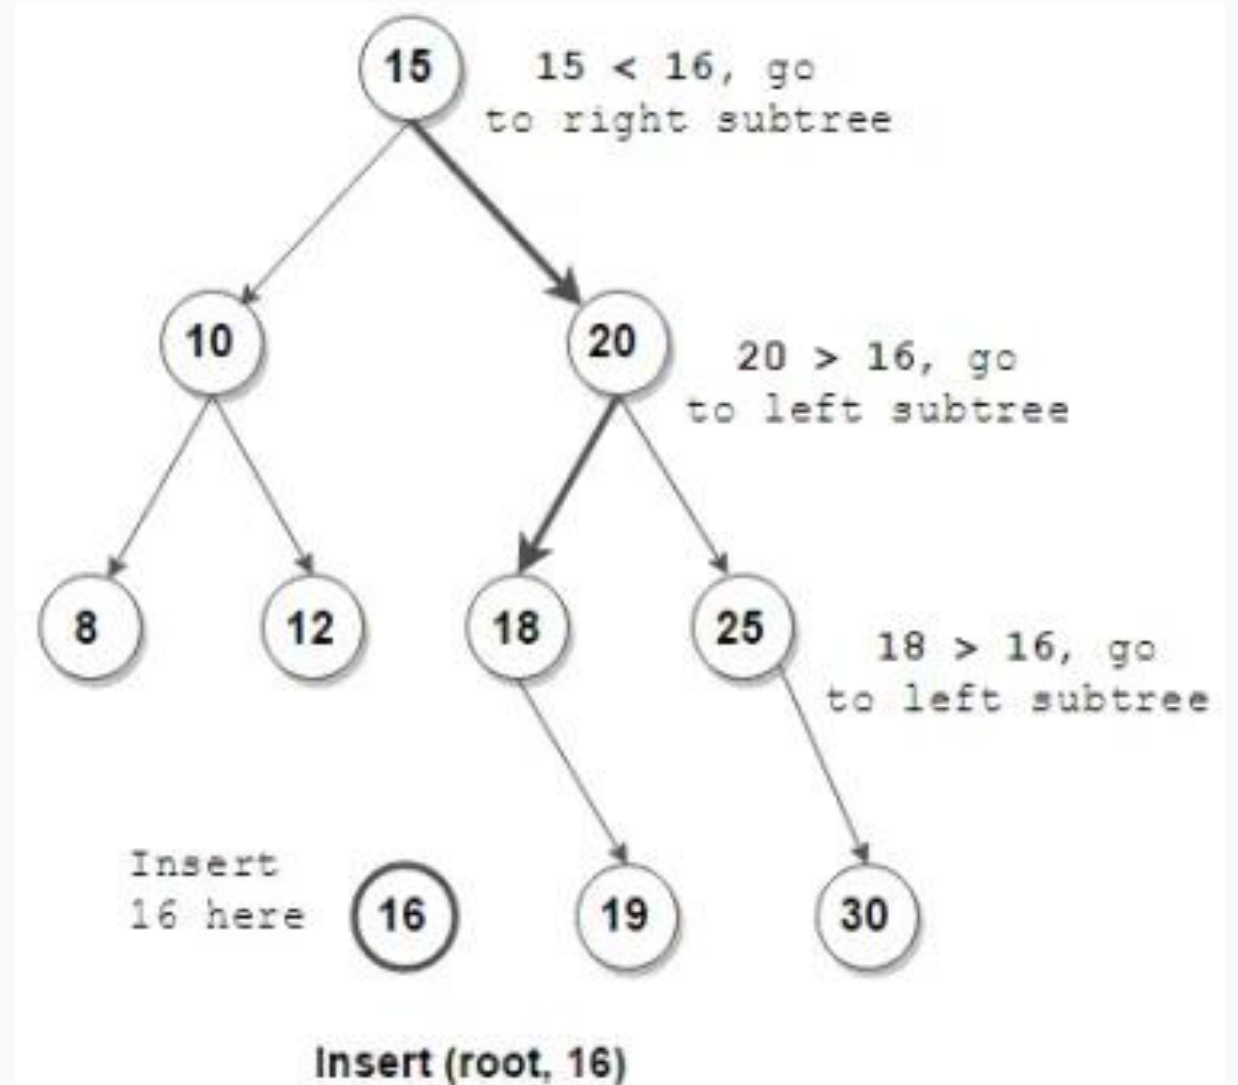 15
15 < 16, go
to right subtree
10
20
20 > 16, go
to left subtree
8
12
18
25
18 > 16, go
to left subtree
Insert
16 here
16
19
30
Insert (root, 16)